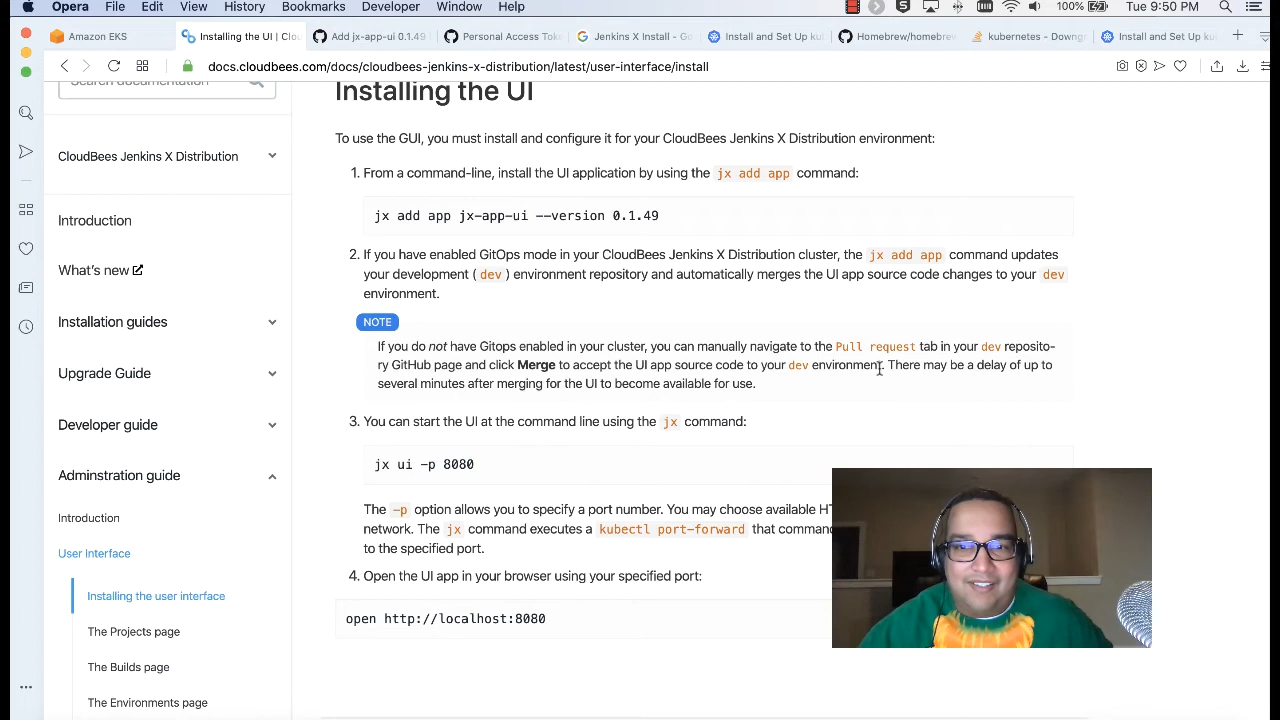 Opera File Edit View History Bookmarks Developer Window Help 100% Tue 9:50 PM
Amazon EKS Installing the UI | Clou Add jx-app-ui 0.1.49 Personal Access Tok Jenkins X Install - Go Install and Set Up ku Homebrew/homebrew kubernetes - Downg Install and Set Up ku
docs.cloudbees.com/docs/cloudbees-jenkins-x-distribution/latest/user-interface/install
Search documentation
CloudBees Jenkins X Distribution
Introduction
What's new
Installation guides
Upgrade Guide
Developer guide
Adminstration guide
Introduction
User Interface
Installing the user interface
The Projects page
The Builds page
The Environments page
Installing the UI
To use the GUI, you must install and configure it for your CloudBees Jenkins X Distribution environment:
1. From a command-line, install the UI application by using the jx add app command:
jx add app jx-app-ui --version 0.1.49
2. If you have enabled GitOps mode in your CloudBees Jenkins X Distribution cluster, the jx add app command updates
your development ( dev ) environment repository and automatically merges the UI app source code changes to your dev
environment.
NOTE
If you do not have Gitops enabled in your cluster, you can manually navigate to the Pull request tab in your dev reposito-
ry GitHub page and click Merge to accept the UI app source code to your dev environment. There may be a delay of up to
several minutes after merging for the UI to become available for use.
3. You can start the UI at the command line using the jx command:
jx ui -p 8080
The -p option allows you to specify a port number. You may choose available HT
network. The jx command executes a kubectl port-forward that comman
to the specified port.
4. Open the UI app in your browser using your specified port:
open http://localhost:8080